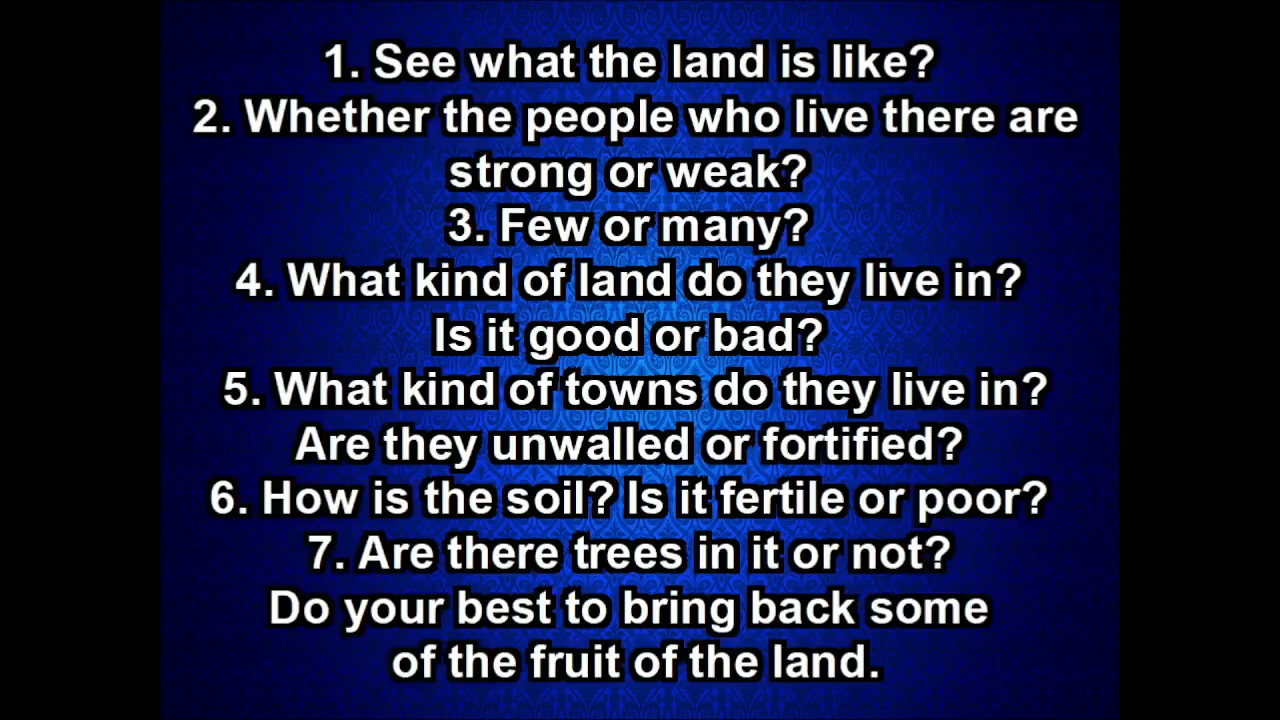 1. See what the land is like?
2. Whether the people who live there are
strong or weak?
3. Few or many?
4. What kind of land do they live in?
Is it good or bad?
5. What kind of towns do they live in?
Are they unwalled or fortified?
6. How is the soil? Is it fertile or poor?
7. Are there trees in it or not?
Do your best to bring back some
of the fruit of the land.